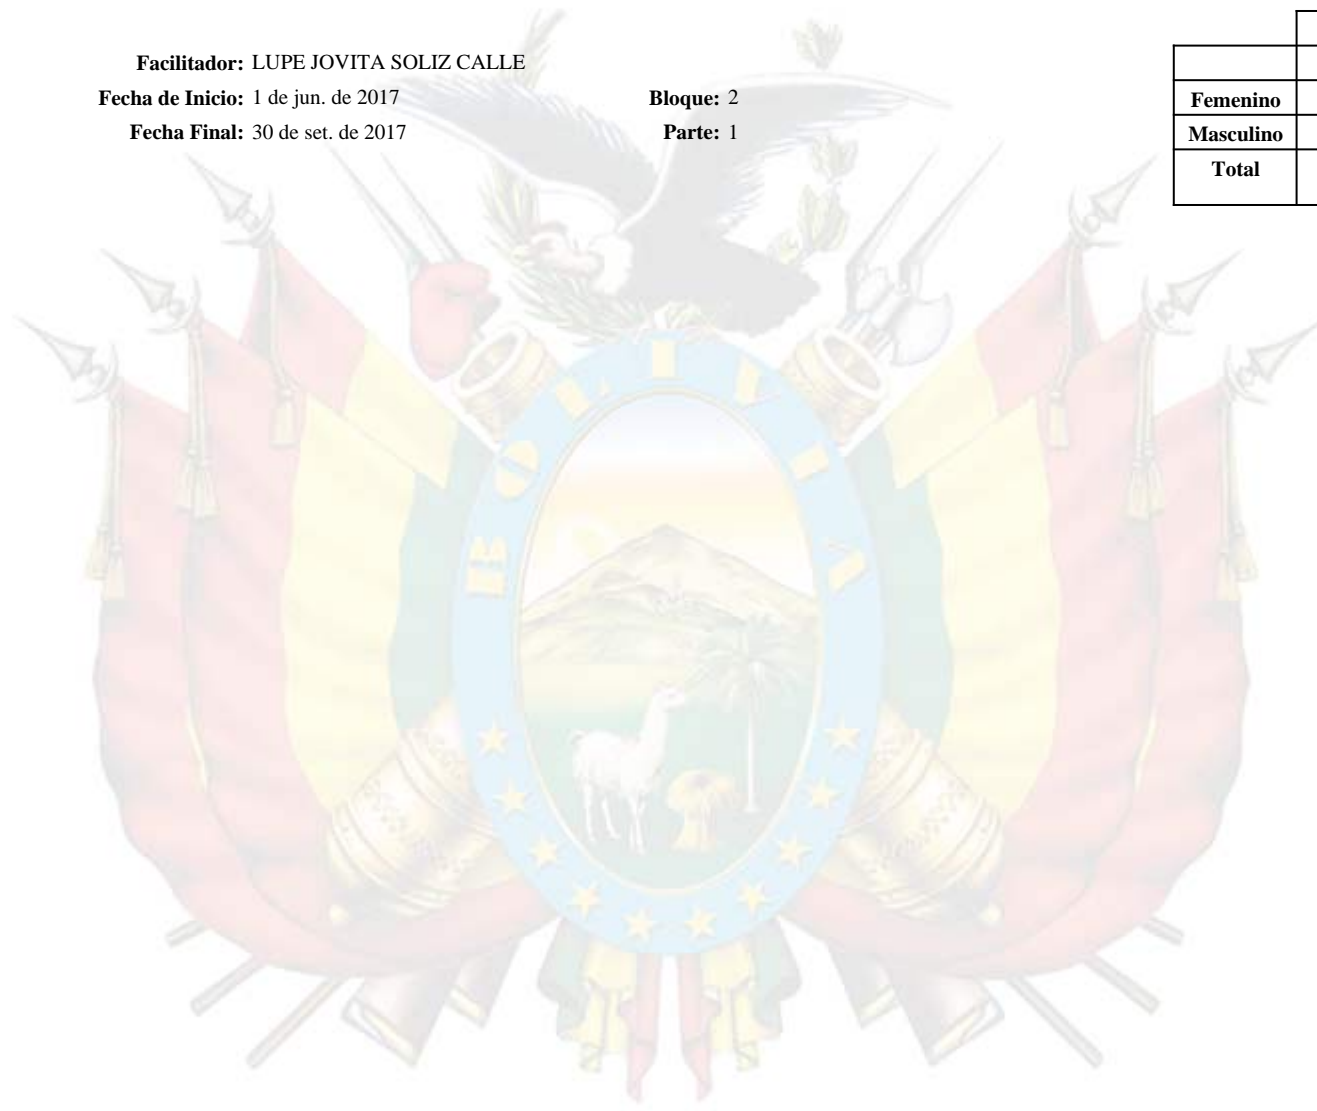 Facilitador: LUPE JOVITA SOLIZ CALLE
Fecha de Inicio: 1 de jun. de 2017 Bloque: 2
Fecha Final: 30 de set. de 2017 Parte: 1
Femenino
Masculino
Total
BOLIVIA